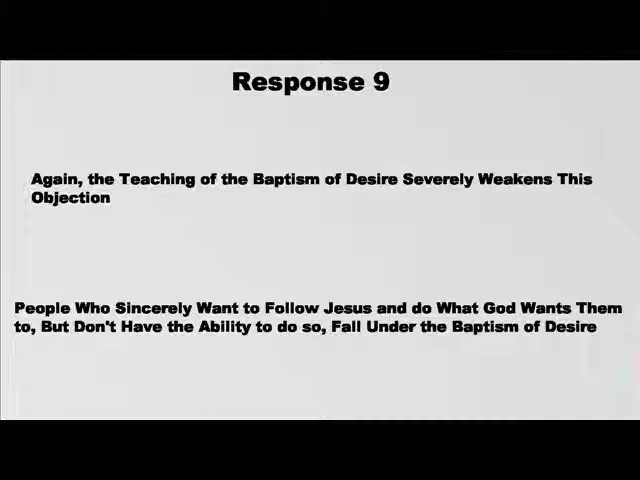 Response 9
Again, the Teaching of the Baptism of Desire Severely Weakens This
Objection
People Who Sincerely Want to Follow Jesus and do What God Wants Them
to, But Don't Have the Ability to do so, Fall Under the Baptism of Desire